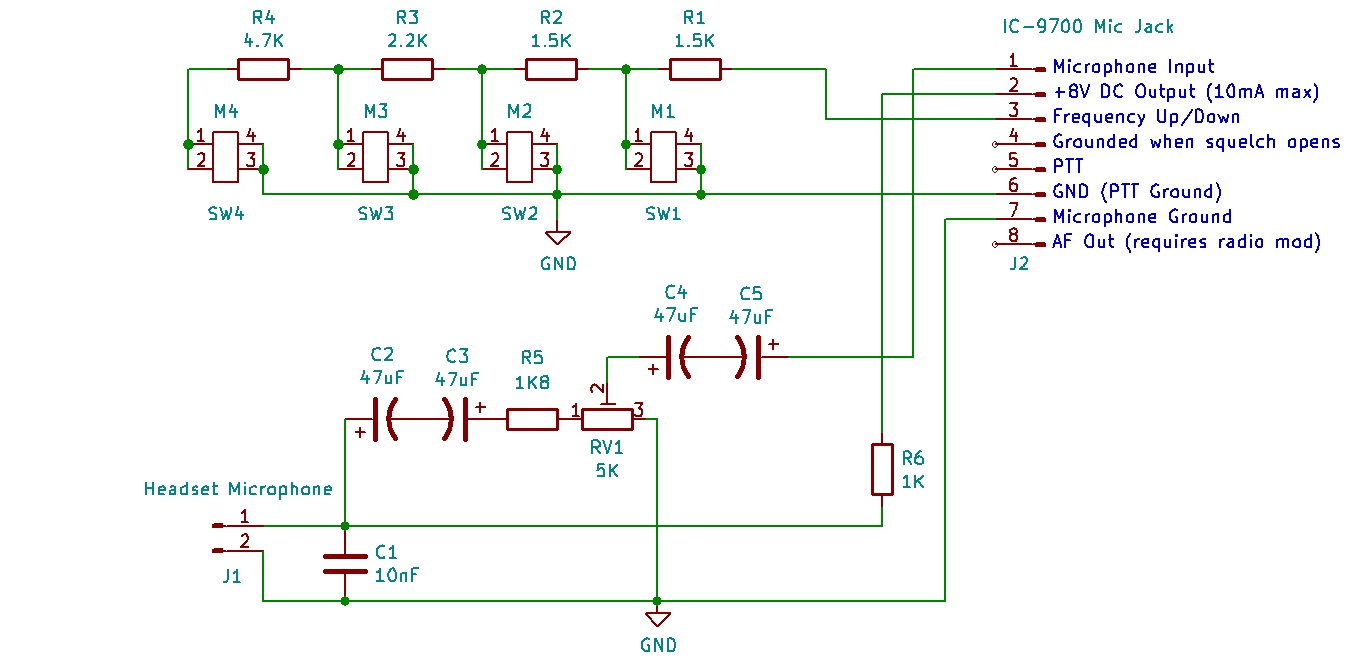 R4 R3 R2 R1
4.7K 2.2K 1.5K 1.5K
IC-9700 Mic Jack
1 Microphone Input
2 +8V DC Output (10mA max)
3 Frequency Up/Down
4 Grounded when squelch opens
5 PTT
6 GND (PTT Ground)
7 Microphone Ground
8 AF Out (requires radio mod)
J2
M4 M3 M2 M1
1 4 1 4 1 4 1 4
2 3 2 3 2 3 2 3
SW4 SW3 SW2 SW1
GND
C4 C5
47uF 47uF
+ +
C2 C3 R5
47uF 47uF 1K8
+ +
1 2 3
RV1
5K
R6
1K
Headset Microphone
1
2
J1
C1
10nF
GND